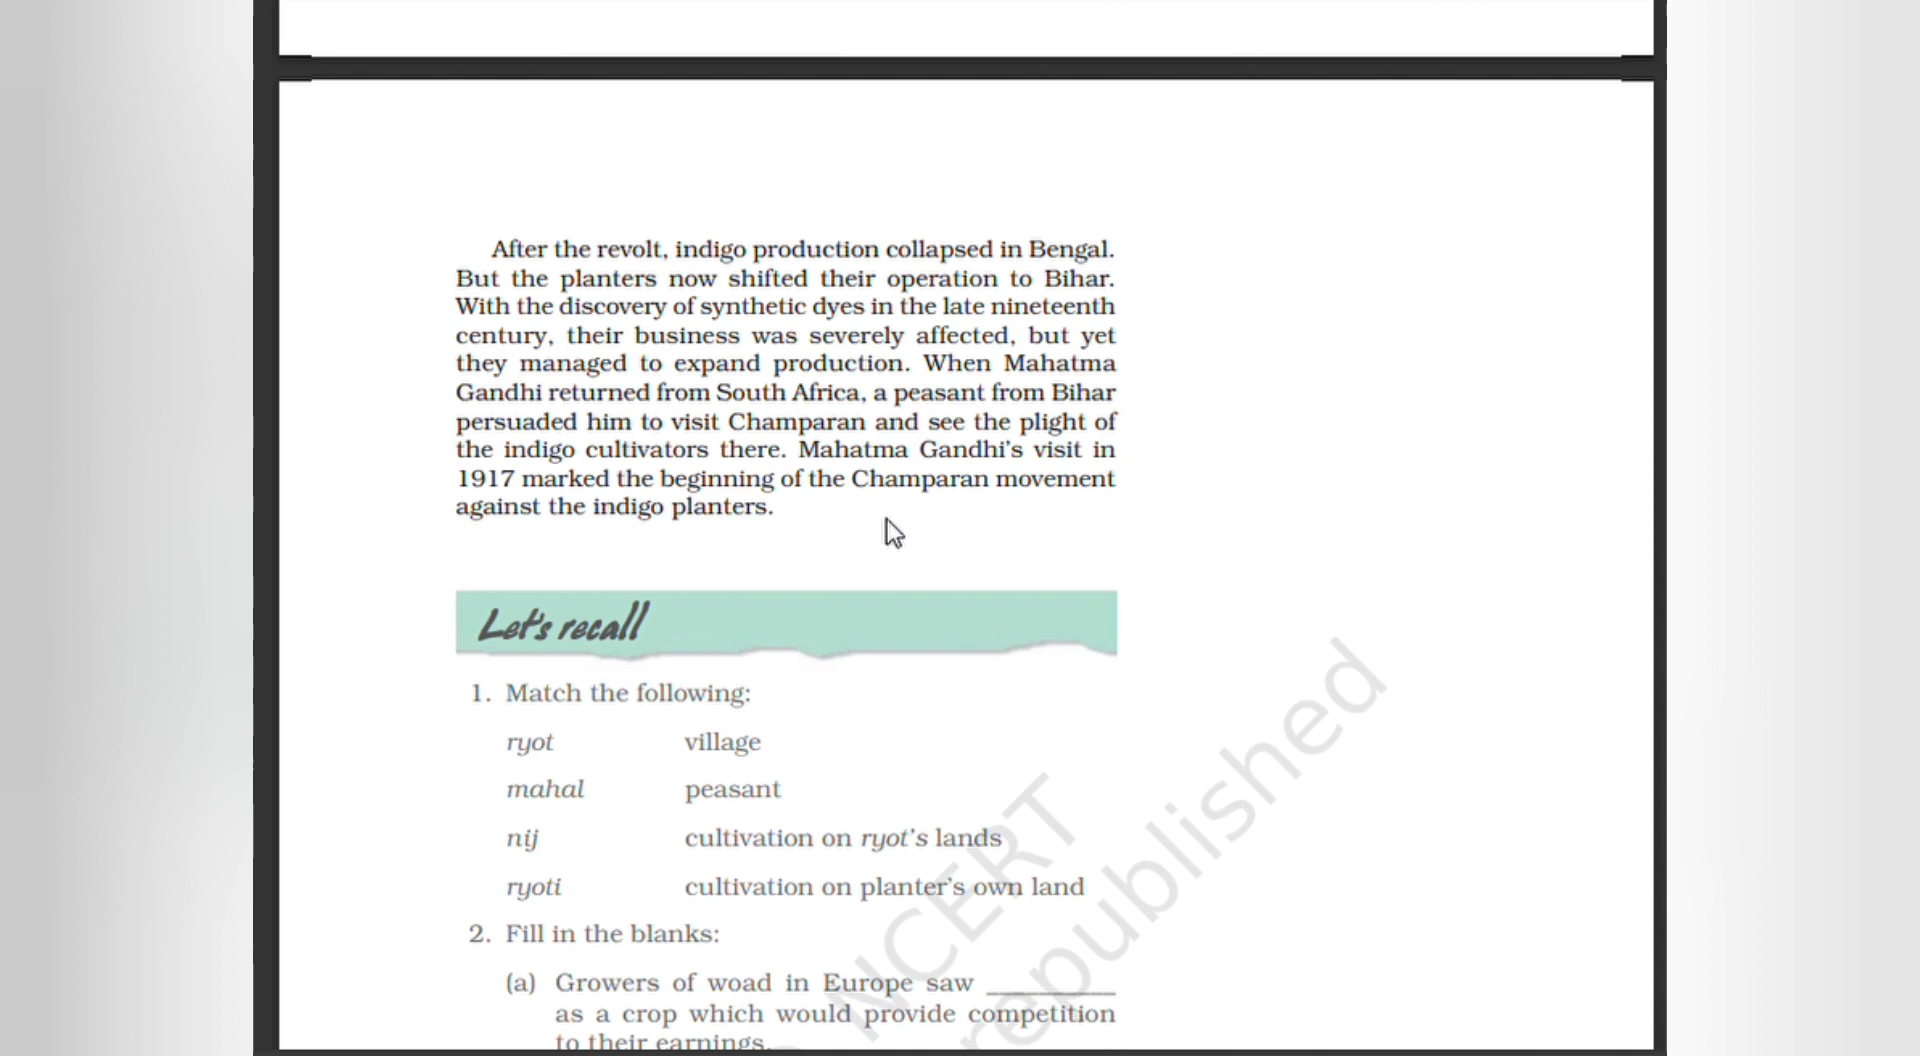 After the revolt, indigo production collapsed in Bengal.
But the planters now shifted their operation to Bihar.
With the discovery of synthetic dyes in the late nineteenth
century, their business was severely affected, but yet
they managed to expand production. When Mahatma
Gandhi returned from South Africa, a peasant from Bihar
persuaded him to visit Champaran and see the plight of
the indigo cultivators there. Mahatma Gandhi's visit in
1917 marked the beginning of the Champaran movement
against the indigo planters.
Let's recall
1. Match the following:
ryot village
mahal peasant
nij cultivation on ryot's lands
ryoti cultivation on planter's own land
2. Fill in the blanks:
(a) Growers of woad in Europe saw __________
as a crop which would provide competition
to their earnings.
NCERT
republished